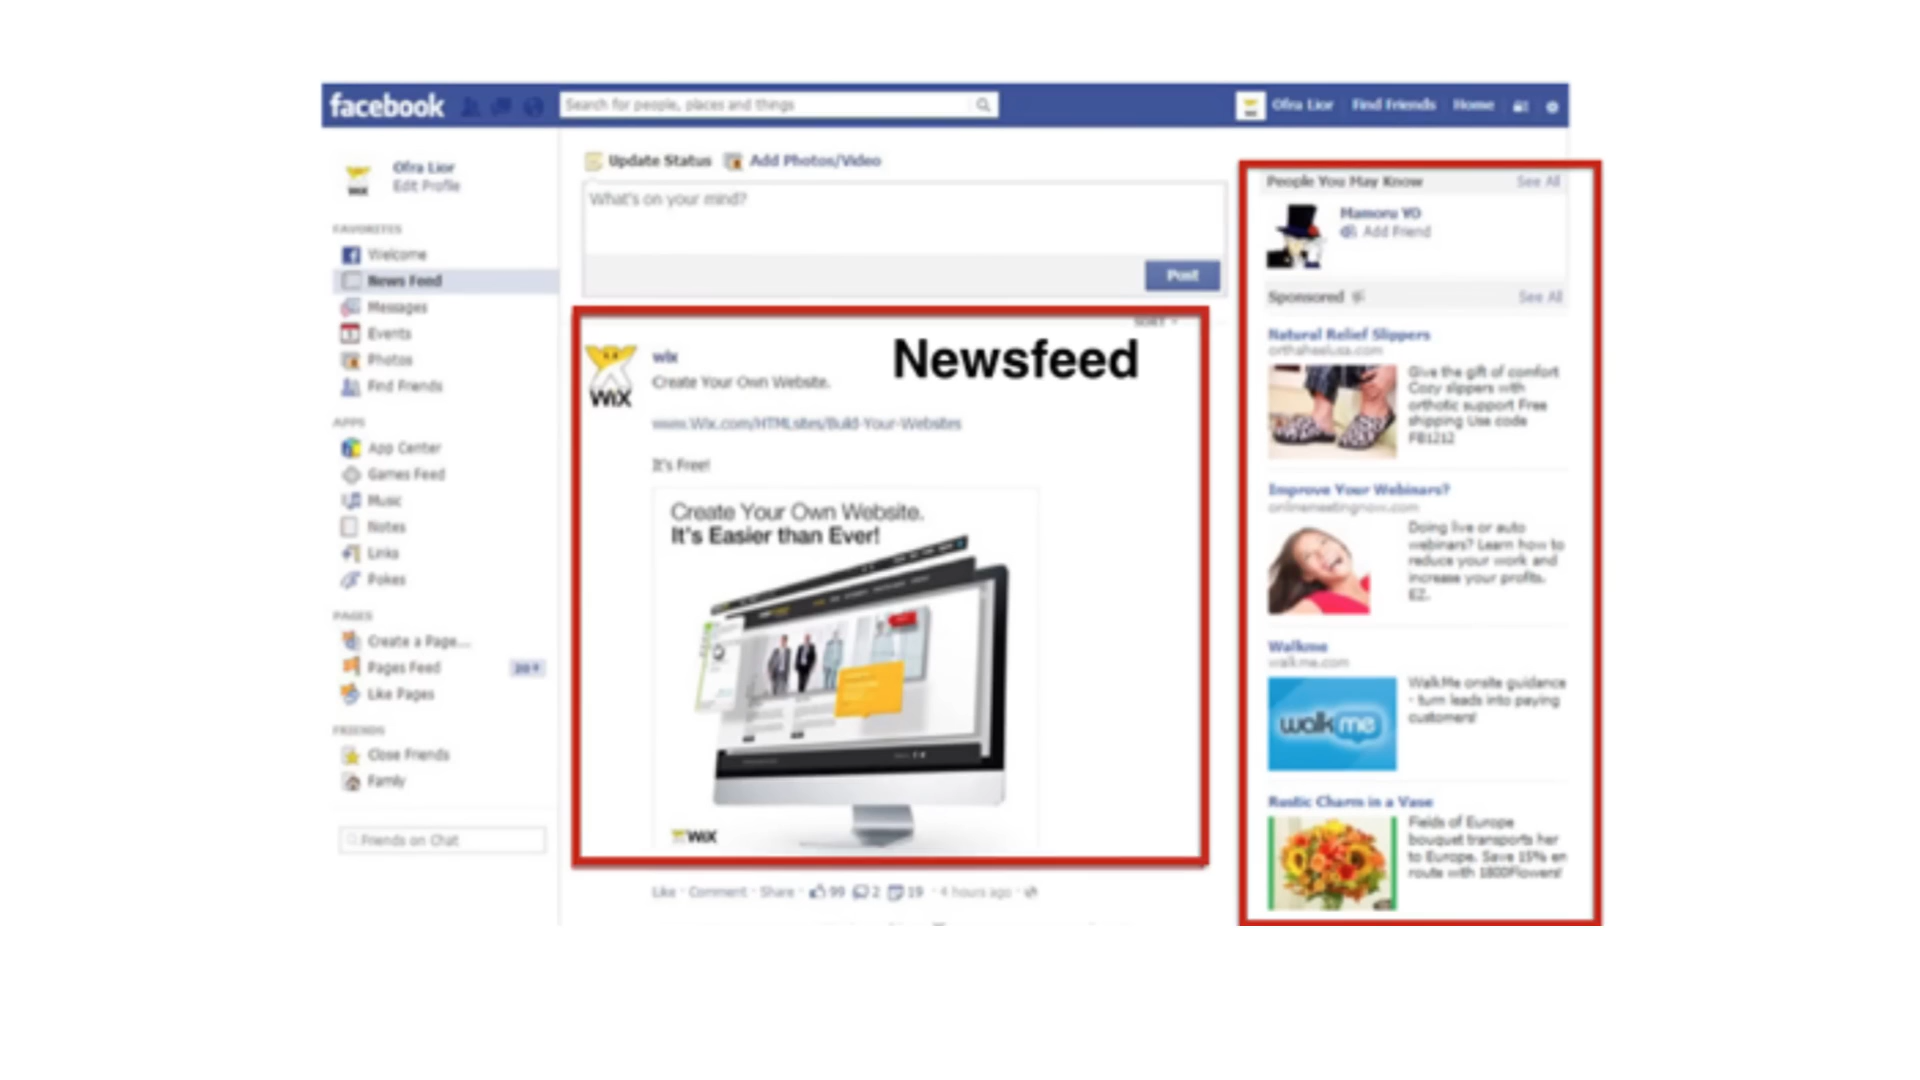 facebook
Search for people, places and things
Ofra Lior
Find Friends
Home
Ofra Lior
Edit Profile
FAVORITES
Welcome
News Feed
Messages
Events
Photos
Find Friends
APPS
App Center
Games Feed
Music
Notes
Links
Pokes
PAGES
Create a Page...
Pages Feed
20+
Like Pages
FRIENDS
Close Friends
Family
Friends on Chat
Update Status
Add Photos/Video
What's on your mind?
Post
SORT
Newsfeed
wix
Create Your Own Website.
WiX
www.Wix.com/HTMLsites/Build-Your-Websites
It's Free!
Create Your Own Website.
It's Easier than Ever!
WiX
Like · Comment · Share · 99 2 19 · 4 hours ago ·
People You May Know
See All
Mamoru YO
Add Friend
Sponsored
See All
Natural Relief Slippers
orthaheelusa.com
Give the gift of comfort
Cozy slippers with
orthotic support Free
shipping Use code
FB1212
Improve Your Webinars?
onlinemeetingnow.com
Doing live or auto
webinars? Learn how to
reduce your work and
increase your profits.
EZ.
Walkme
walkme.com
WalkMe onsite guidance
- turn leads into paying
customers!
walkme
Rustic Charm in a Vase
Fields of Europe
bouquet transports her
to Europe. Save 15% en
route with 1800Flowers!